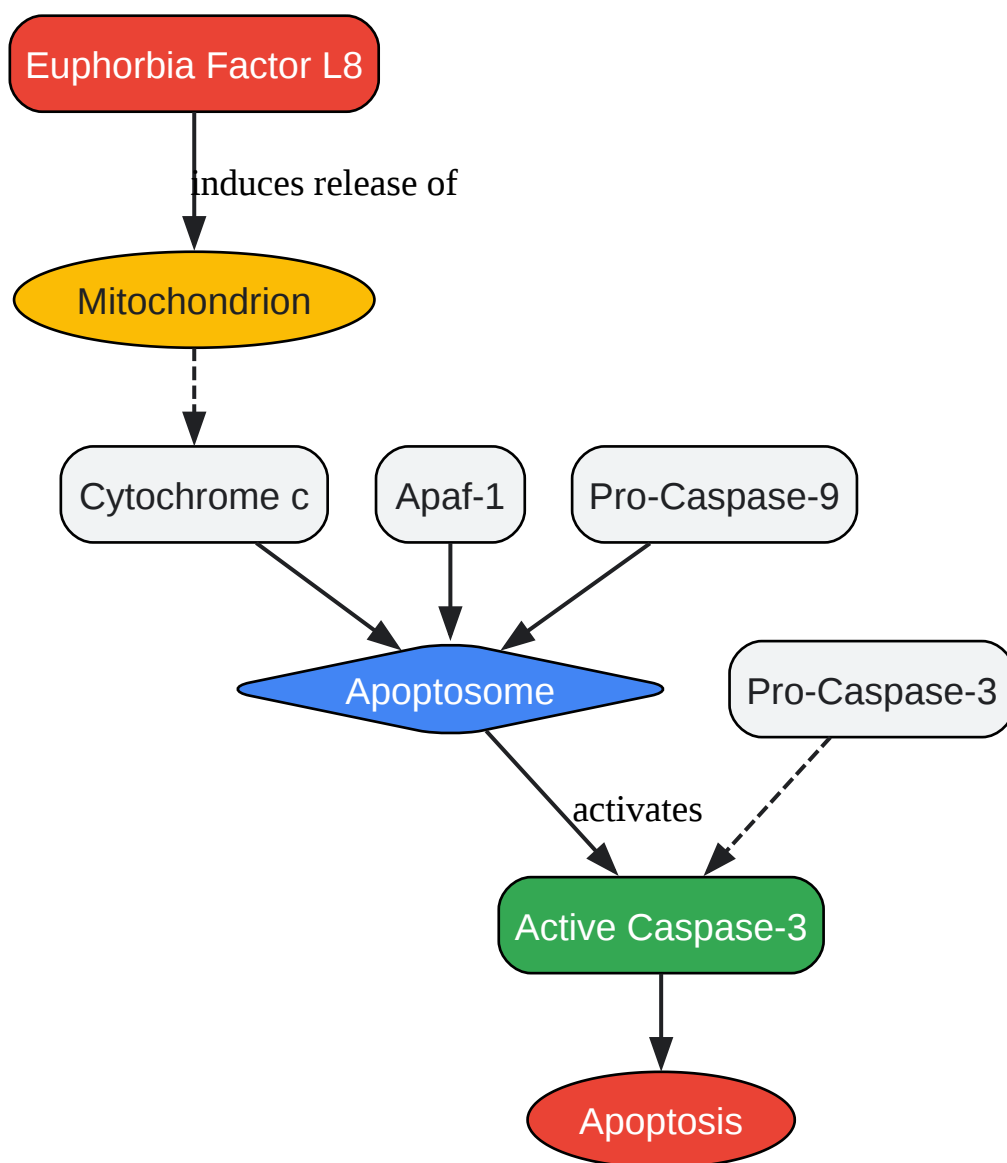 Euphorbia Factor L8
induces release of
Mitochondrion
Cytochrome c
Apaf-1
Pro-Caspase-9
Apoptosome
Pro-Caspase-3
activates
Active Caspase-3
Apoptosis